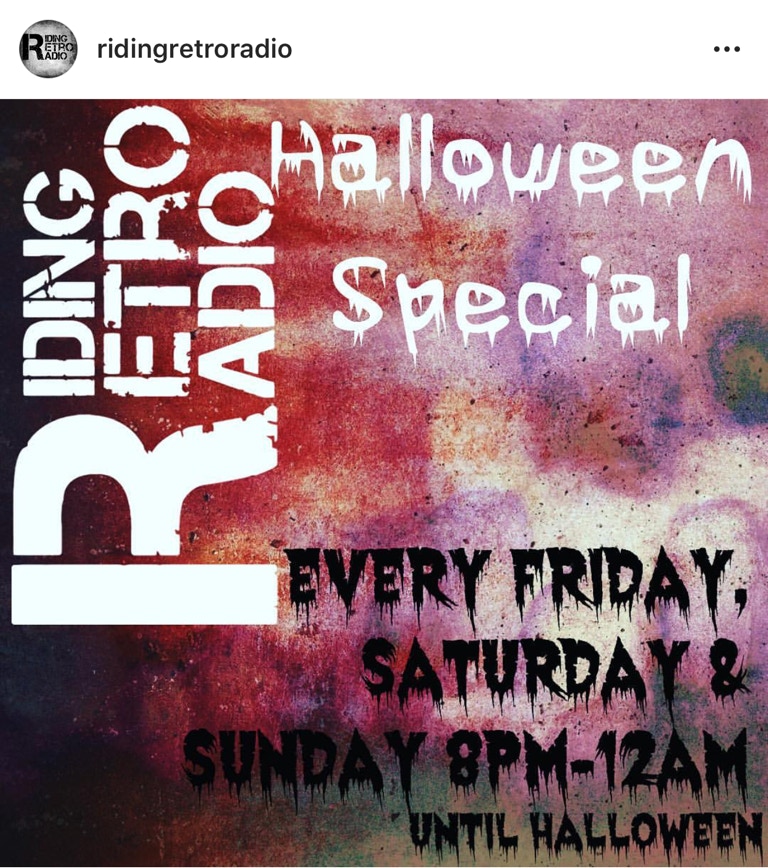 RIDING
RETRO
RADIO
ridingretroradio
RIDING
RETRO
RADIO
Halloween
Special
EVERY FRIDAY,
SATURDAY &
SUNDAY 8PM-12AM
UNTIL HALLOWEEN